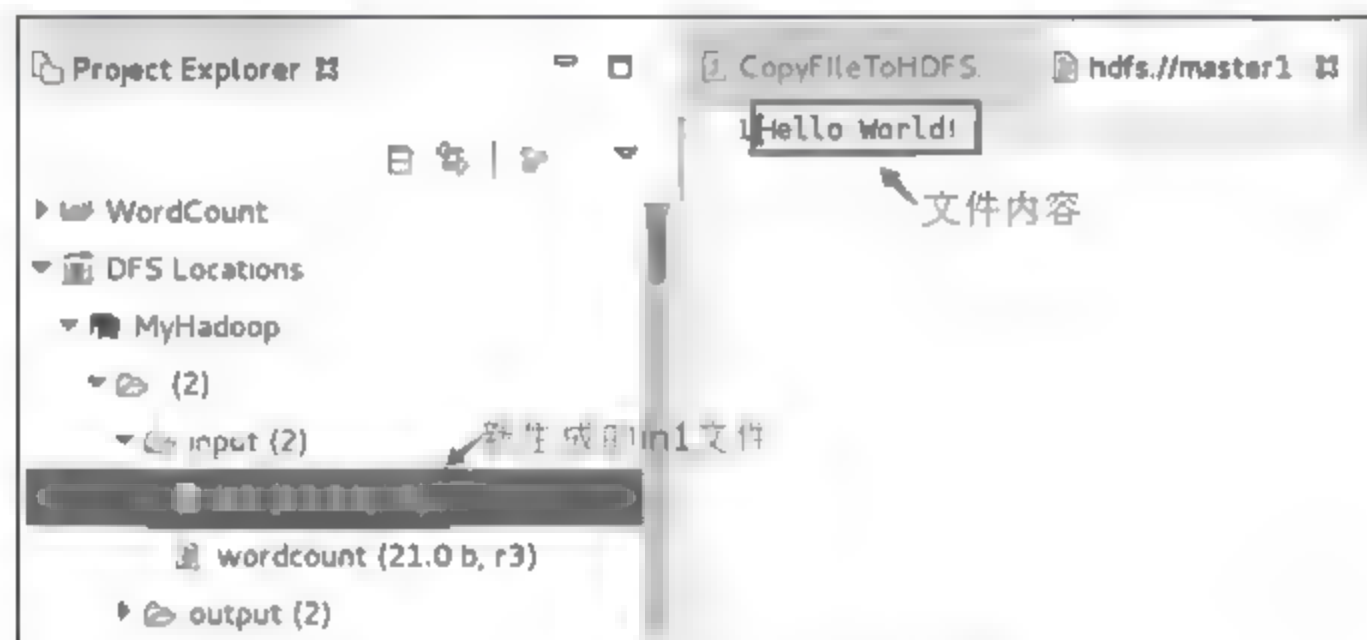 Project Explorer
CopyFileToHDFS.
hdfs://master1
1 Hello World!
文件内容
WordCount
DFS Locations
MyHadoop
(2)
input (2)
新生成的in1文件
wordcount (21.0 b, r3)
output (2)